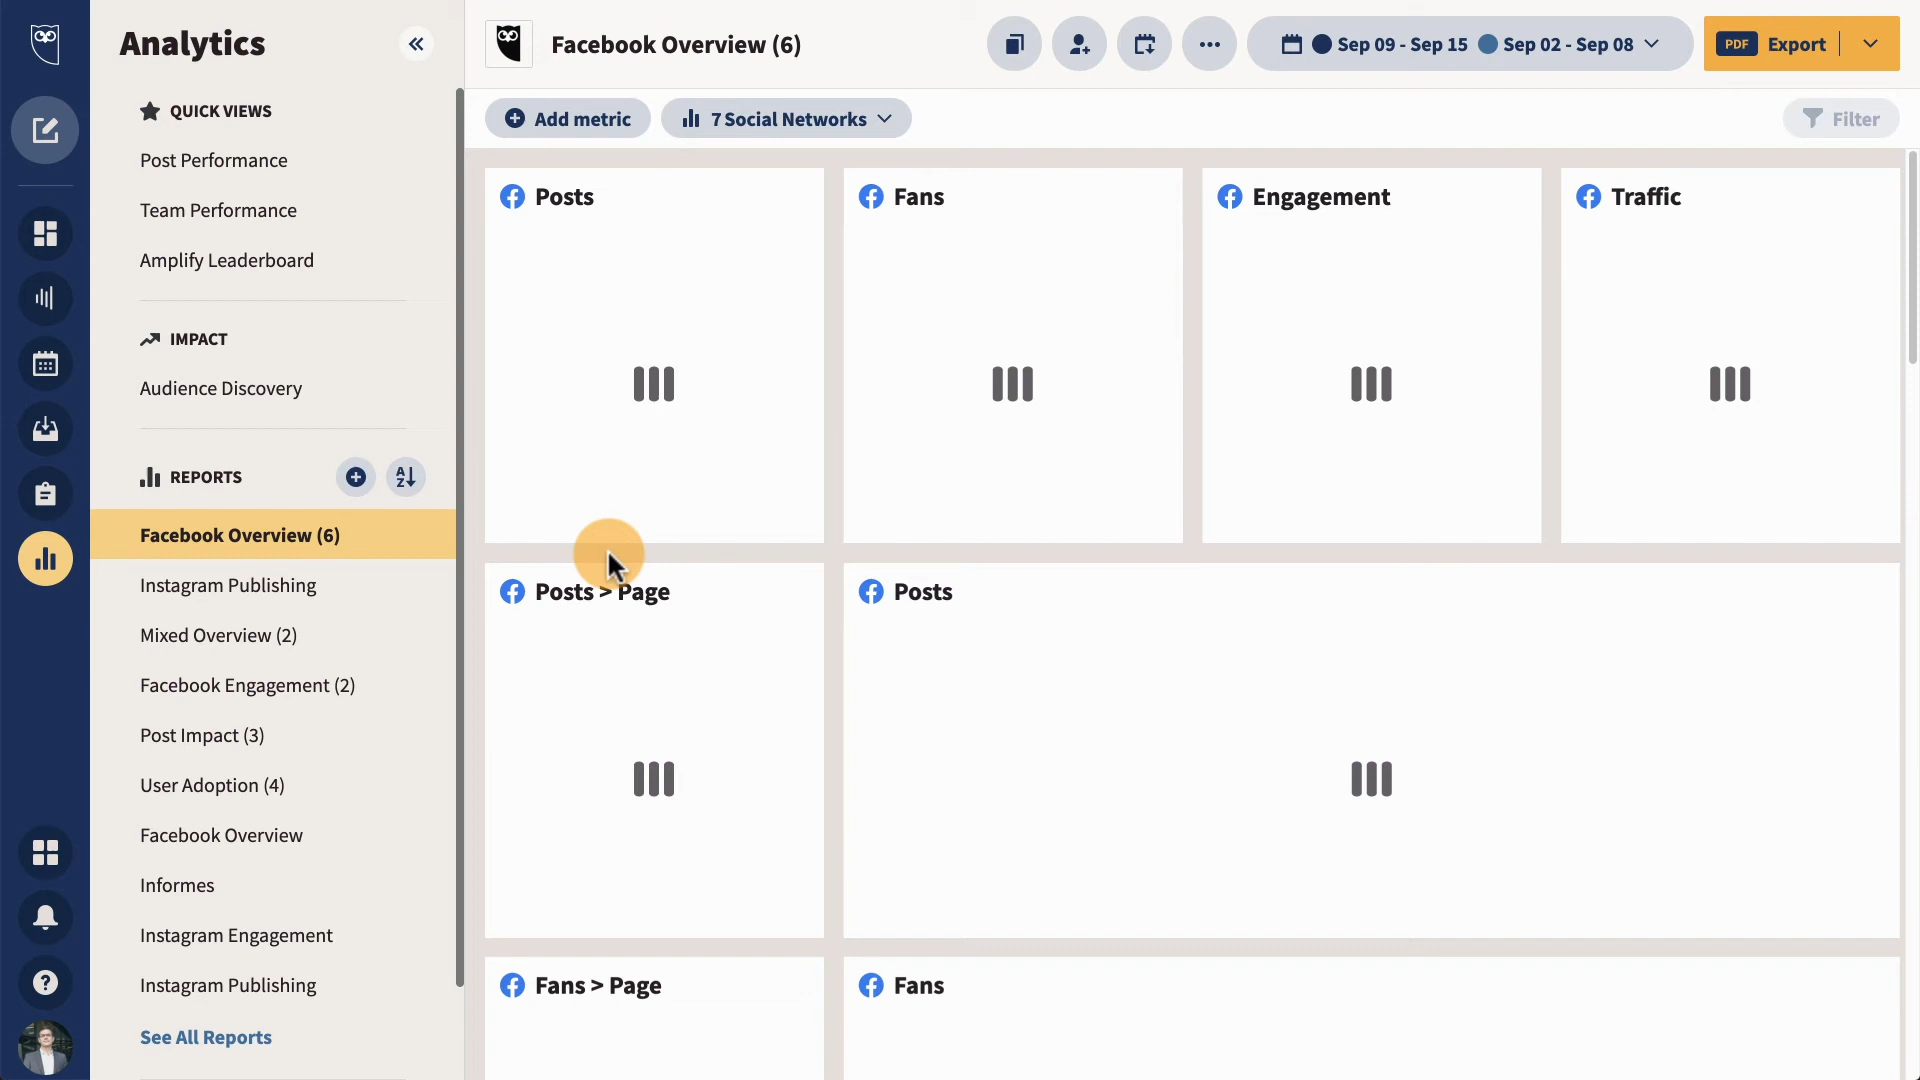 Analytics
QUICK VIEWS
Post Performance
Team Performance
Amplify Leaderboard
IMPACT
Audience Discovery
REPORTS
A
Z
Facebook Overview (6)
Instagram Publishing
Mixed Overview (2)
Facebook Engagement (2)
Post Impact (3)
User Adoption (4)
Facebook Overview
Informes
Instagram Engagement
Instagram Publishing
See All Reports
Facebook Overview (6)
Sep 09 - Sep 15 Sep 02 - Sep 08
PDF Export
Add metric 7 Social Networks Filter
Posts Fans Engagement Traffic
Posts > Page Posts
Fans > Page Fans